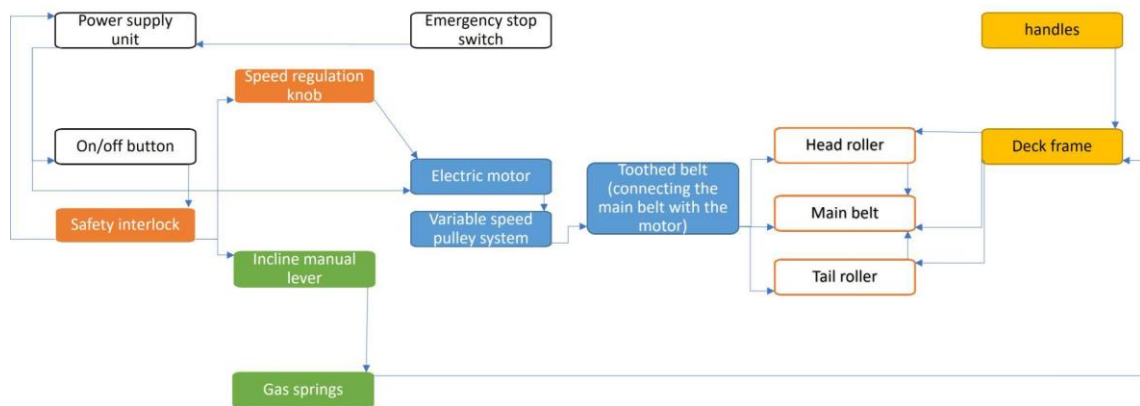 Power supply
unit
Emergency stop
switch
handles
Speed regulation
knob
On/off button
Head roller
Deck frame
Electric motor
Toothed belt
(connecting the
main belt with the
motor)
Safety interlock
Variable speed
pulley system
Main belt
Incline manual
lever
Tail roller
Gas springs